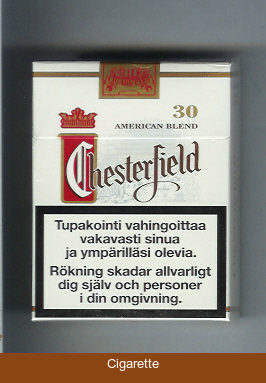 30
AMERICAN BLEND
Chesterfield
Tupakointi vahingoittaa
vakavasti sinua
ja ympärilläsi olevia.
Rökning skadar allvarligt
dig själv och personer
i din omgivning.
Cigarette